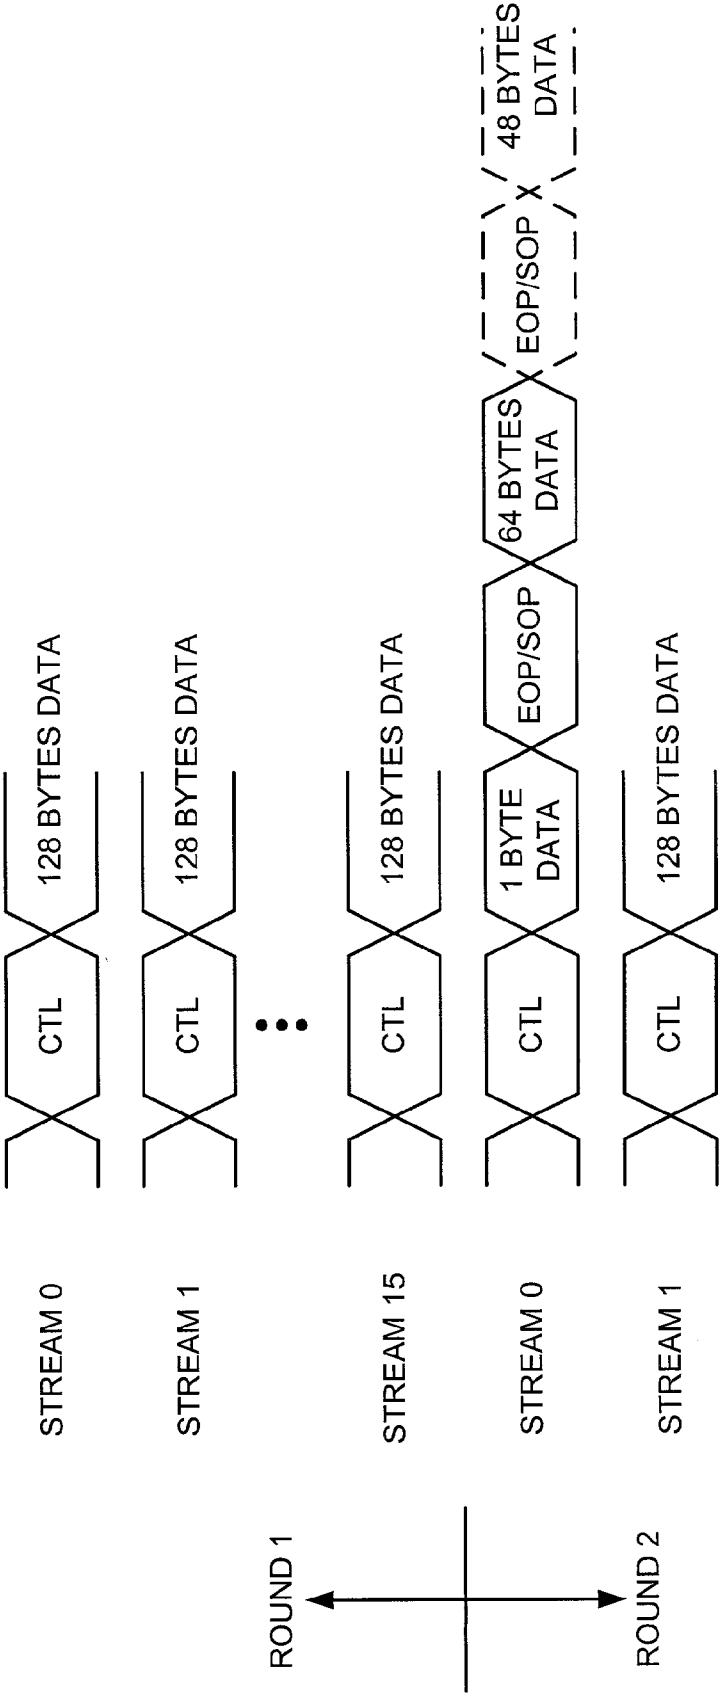 STREAM 0
CTL
128 BYTES DATA
STREAM 1
CTL
128 BYTES DATA
ROUND 1
STREAM 15
CTL
128 BYTES DATA
STREAM 0
CTL
1 BYTE
DATA
EOP/SOP
64 BYTES
DATA
EOP/SOP
48 BYTES
DATA
ROUND 2
STREAM 1
CTL
128 BYTES DATA